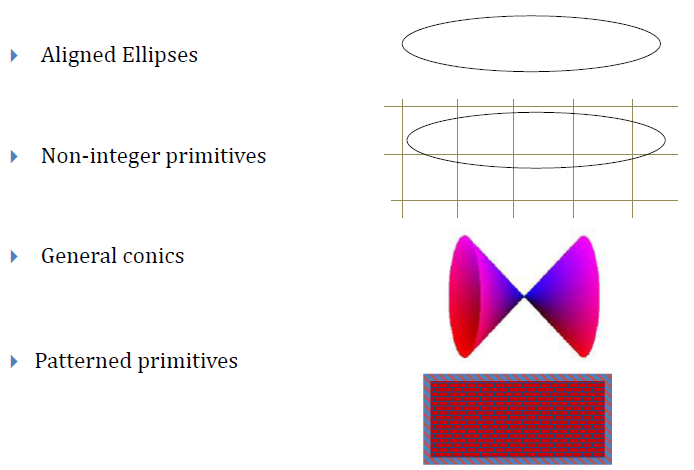 Aligned Ellipses
Non-integer primitives
General conics
Patterned primitives